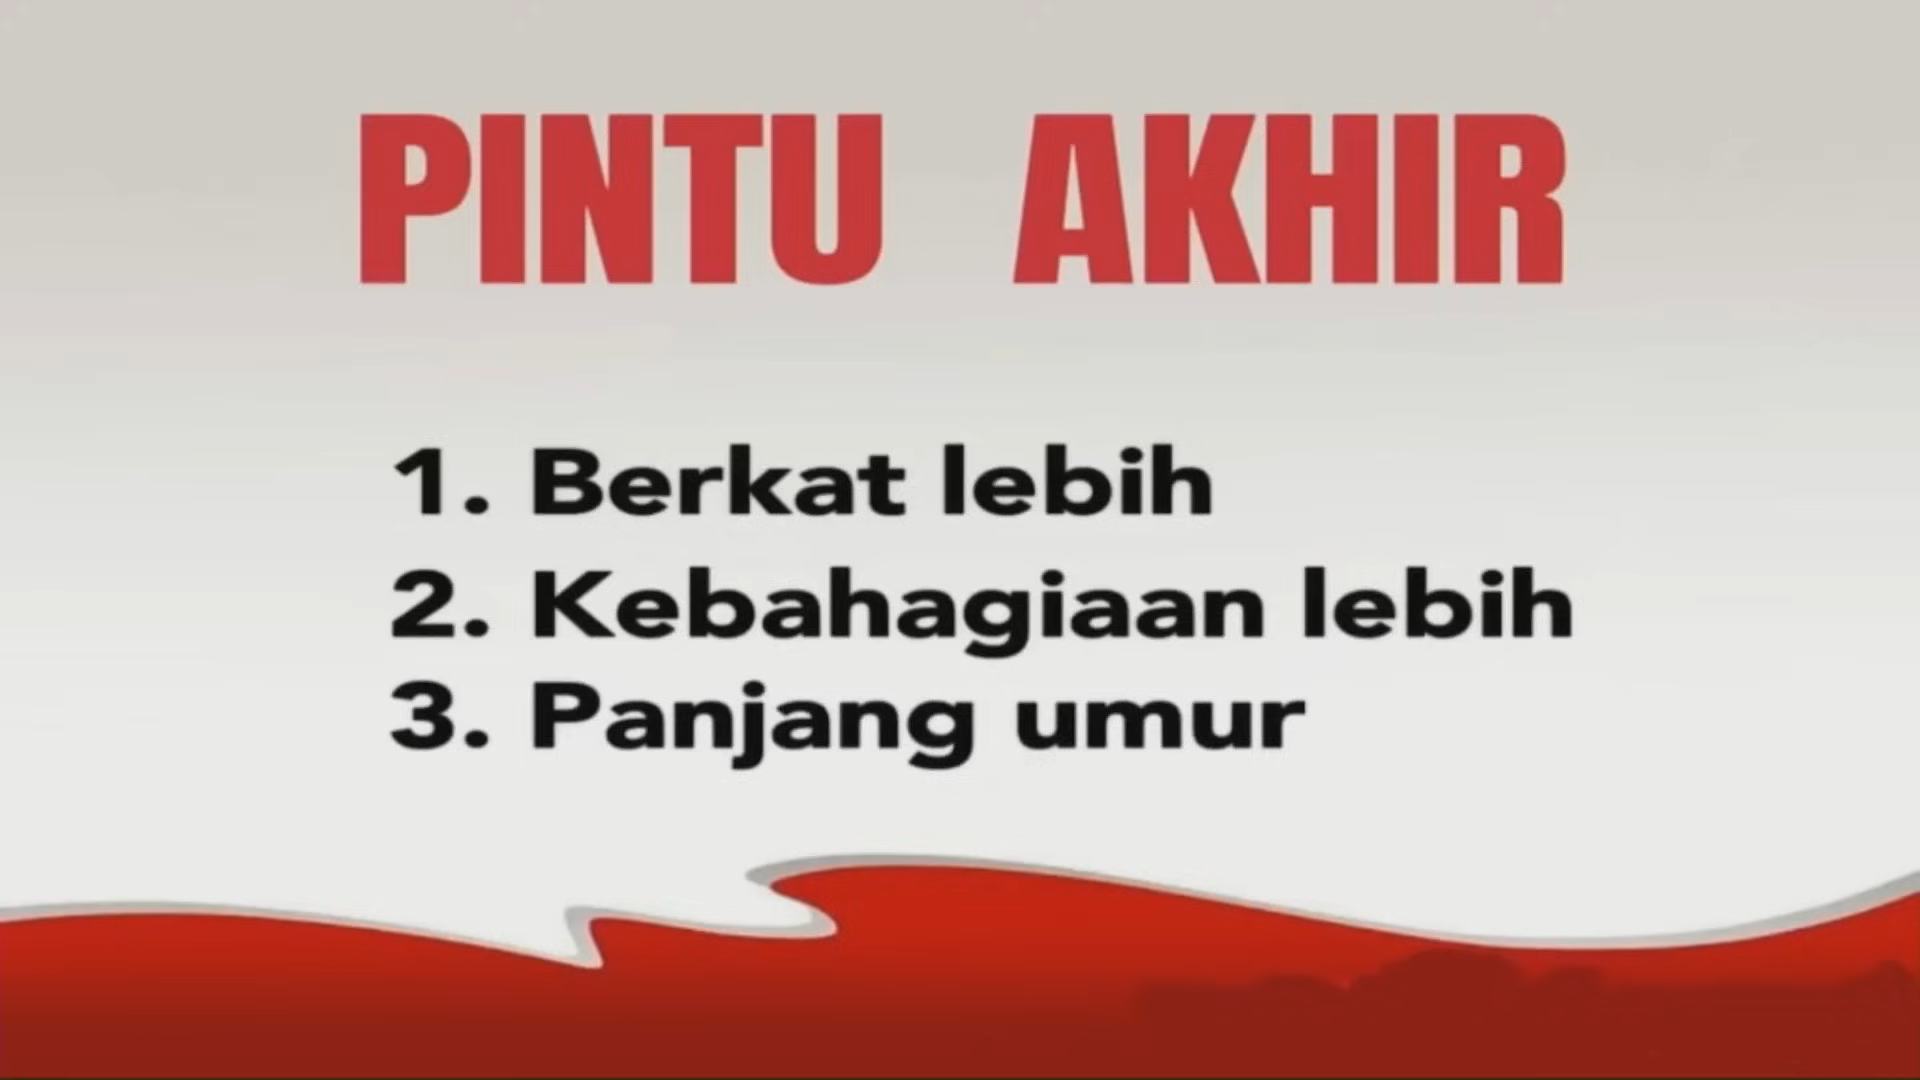 PINTU AKHIR
1. Berkat lebih
2. Kebahagiaan lebih
3. Panjang umur